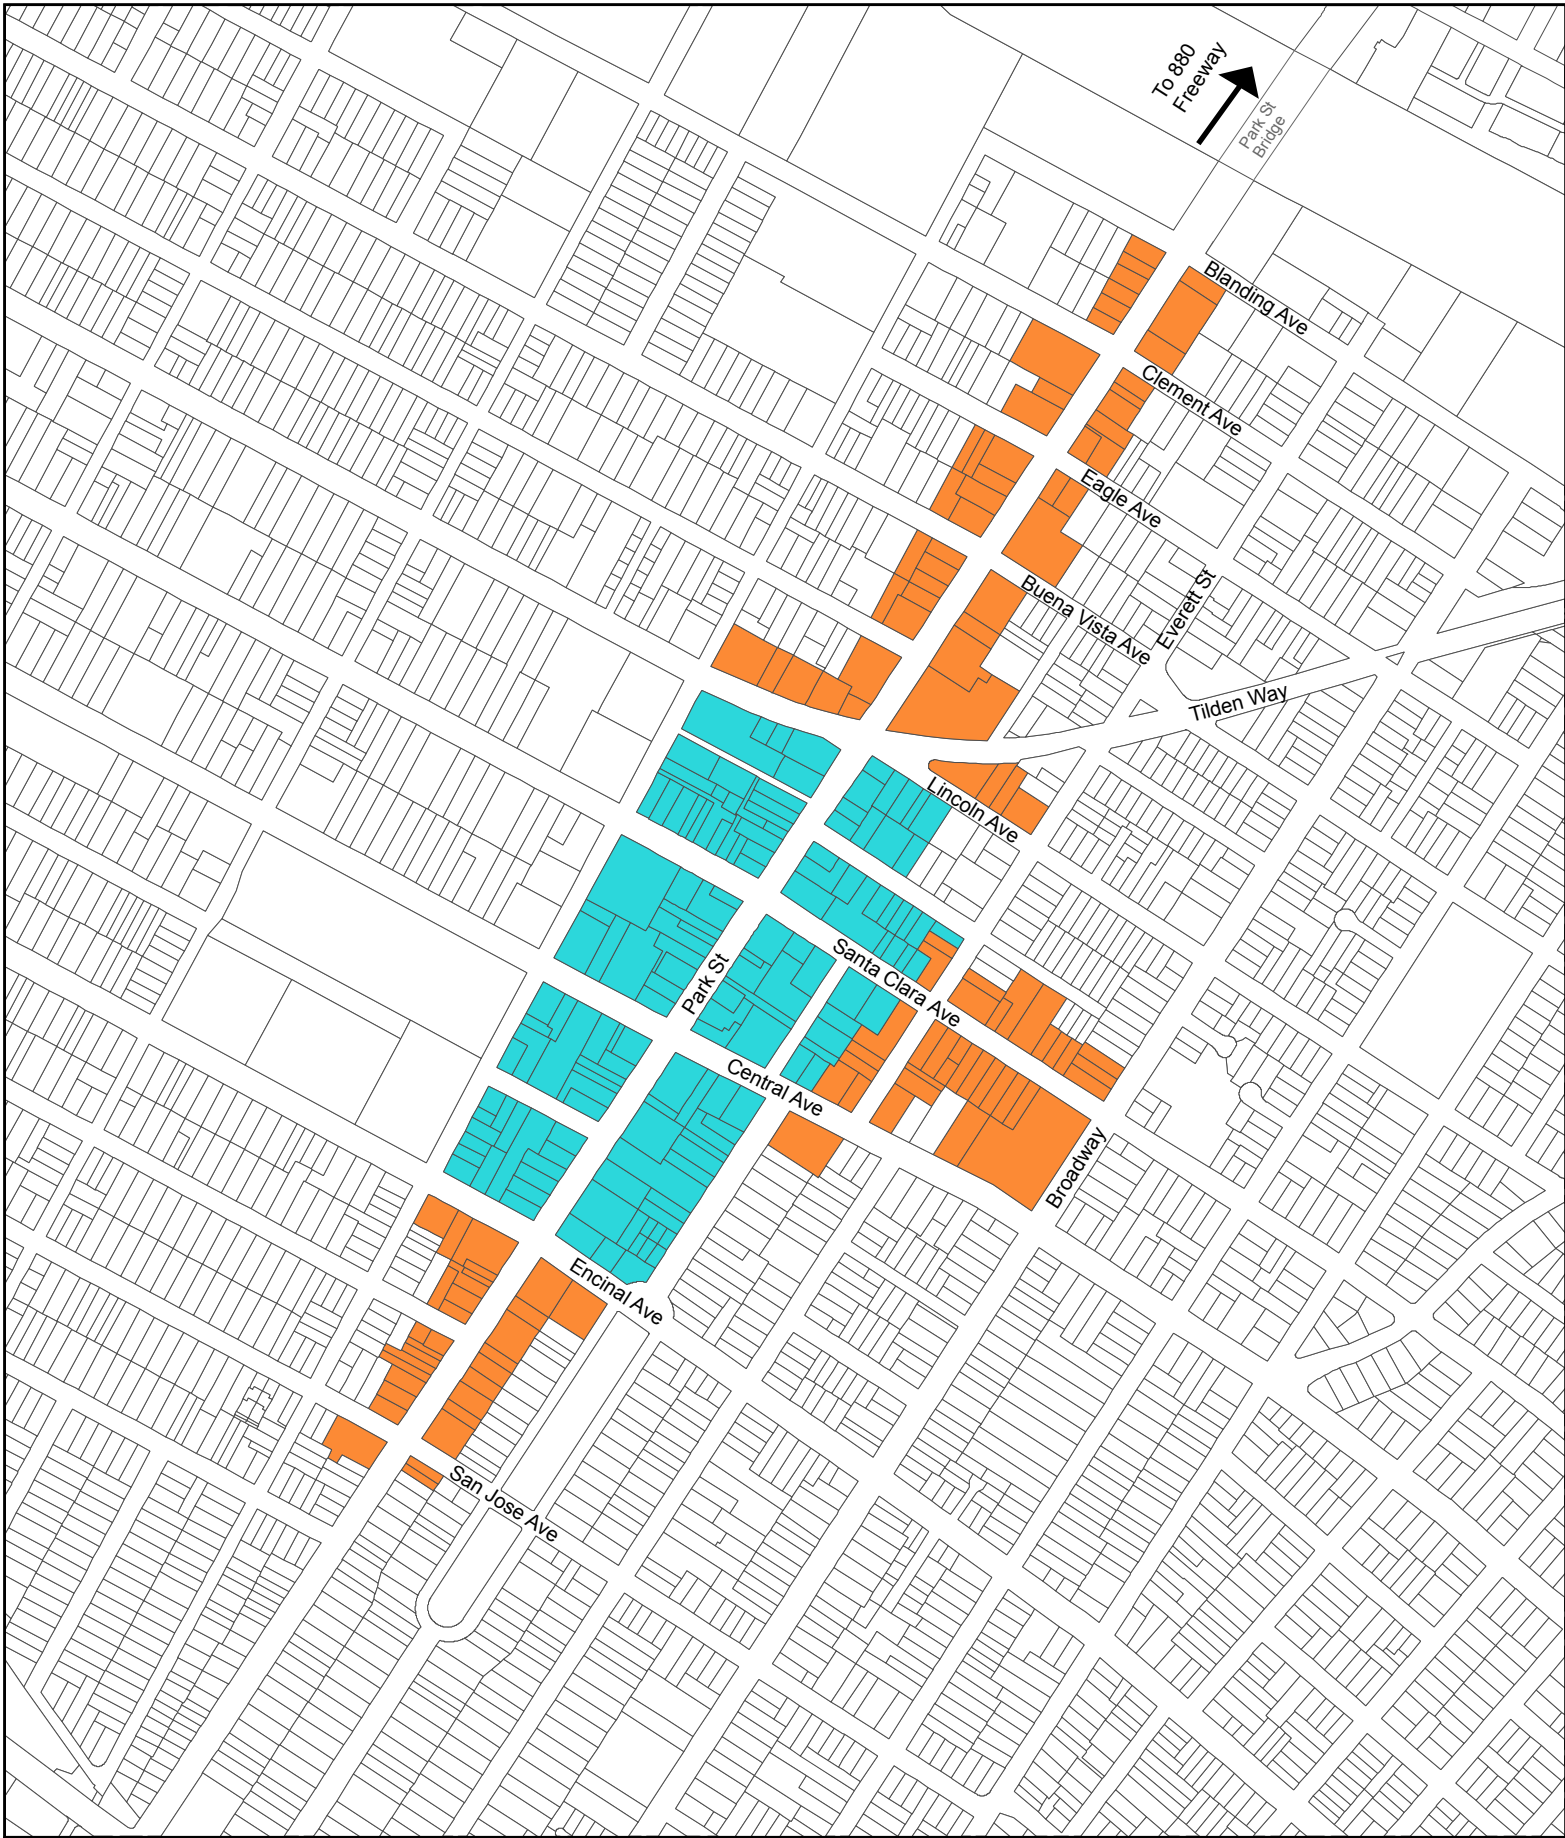 To 880
Freeway
Park St
Bridge
Blanding Ave
Clement Ave
Eagle Ave
Buena Vista Ave
Everett St
Tilden Way
Lincoln Ave
Santa Clara Ave
Park St
Central Ave
Broadway
Encinal Ave
San Jose Ave